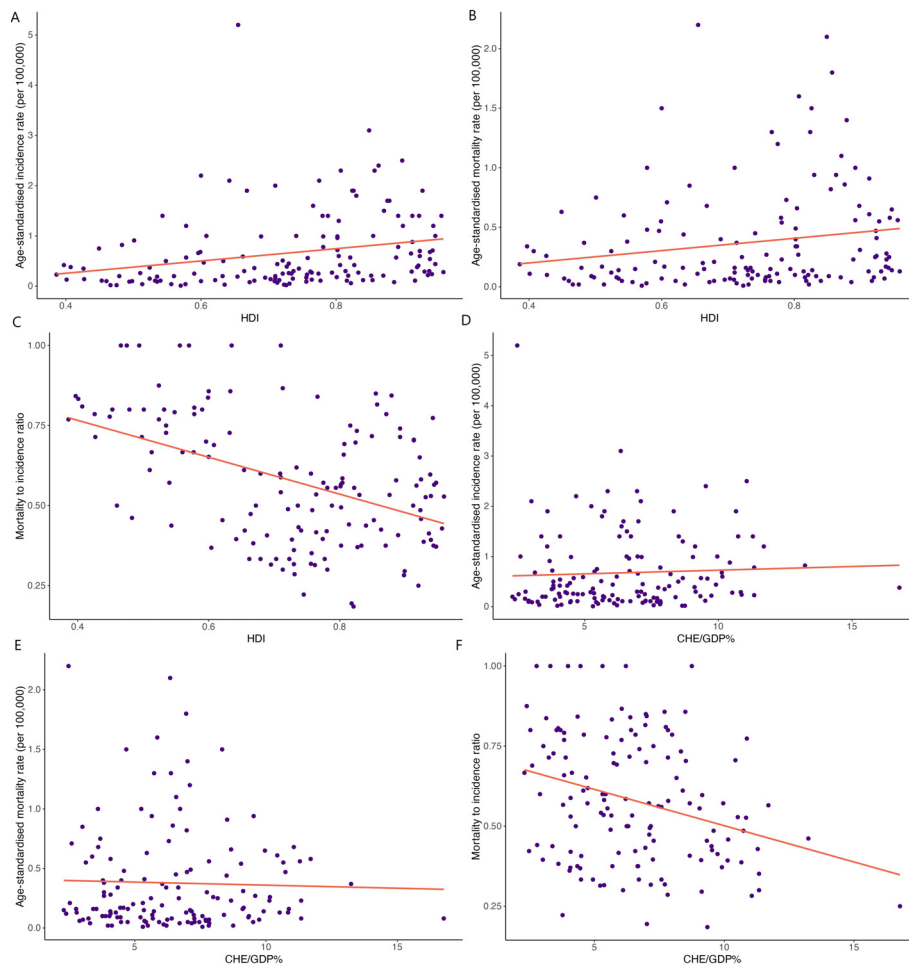 A
Age-standardised incidence rate (per 100,000)
5
4
3
2
1
0
0.4 0.6 0.8
HDI
B
Age-standardised mortality rate (per 100,000)
2.0
1.5
1.0
0.5
0.0
0.4 0.6 0.8
HDI
C
Mortality to incidence ratio
1.00
0.75
0.50
0.25
0.4 0.6 0.8
HDI
D
Age-standardised incidence rate (per 100,000)
5
4
3
2
1
0
5 10 15
CHE/GDP%
E
Age-standardised mortality rate (per 100,000)
2.0
1.5
1.0
0.5
0.0
5 10 15
CHE/GDP%
F
Mortality to incidence ratio
1.00
0.75
0.50
0.25
5 10 15
CHE/GDP%